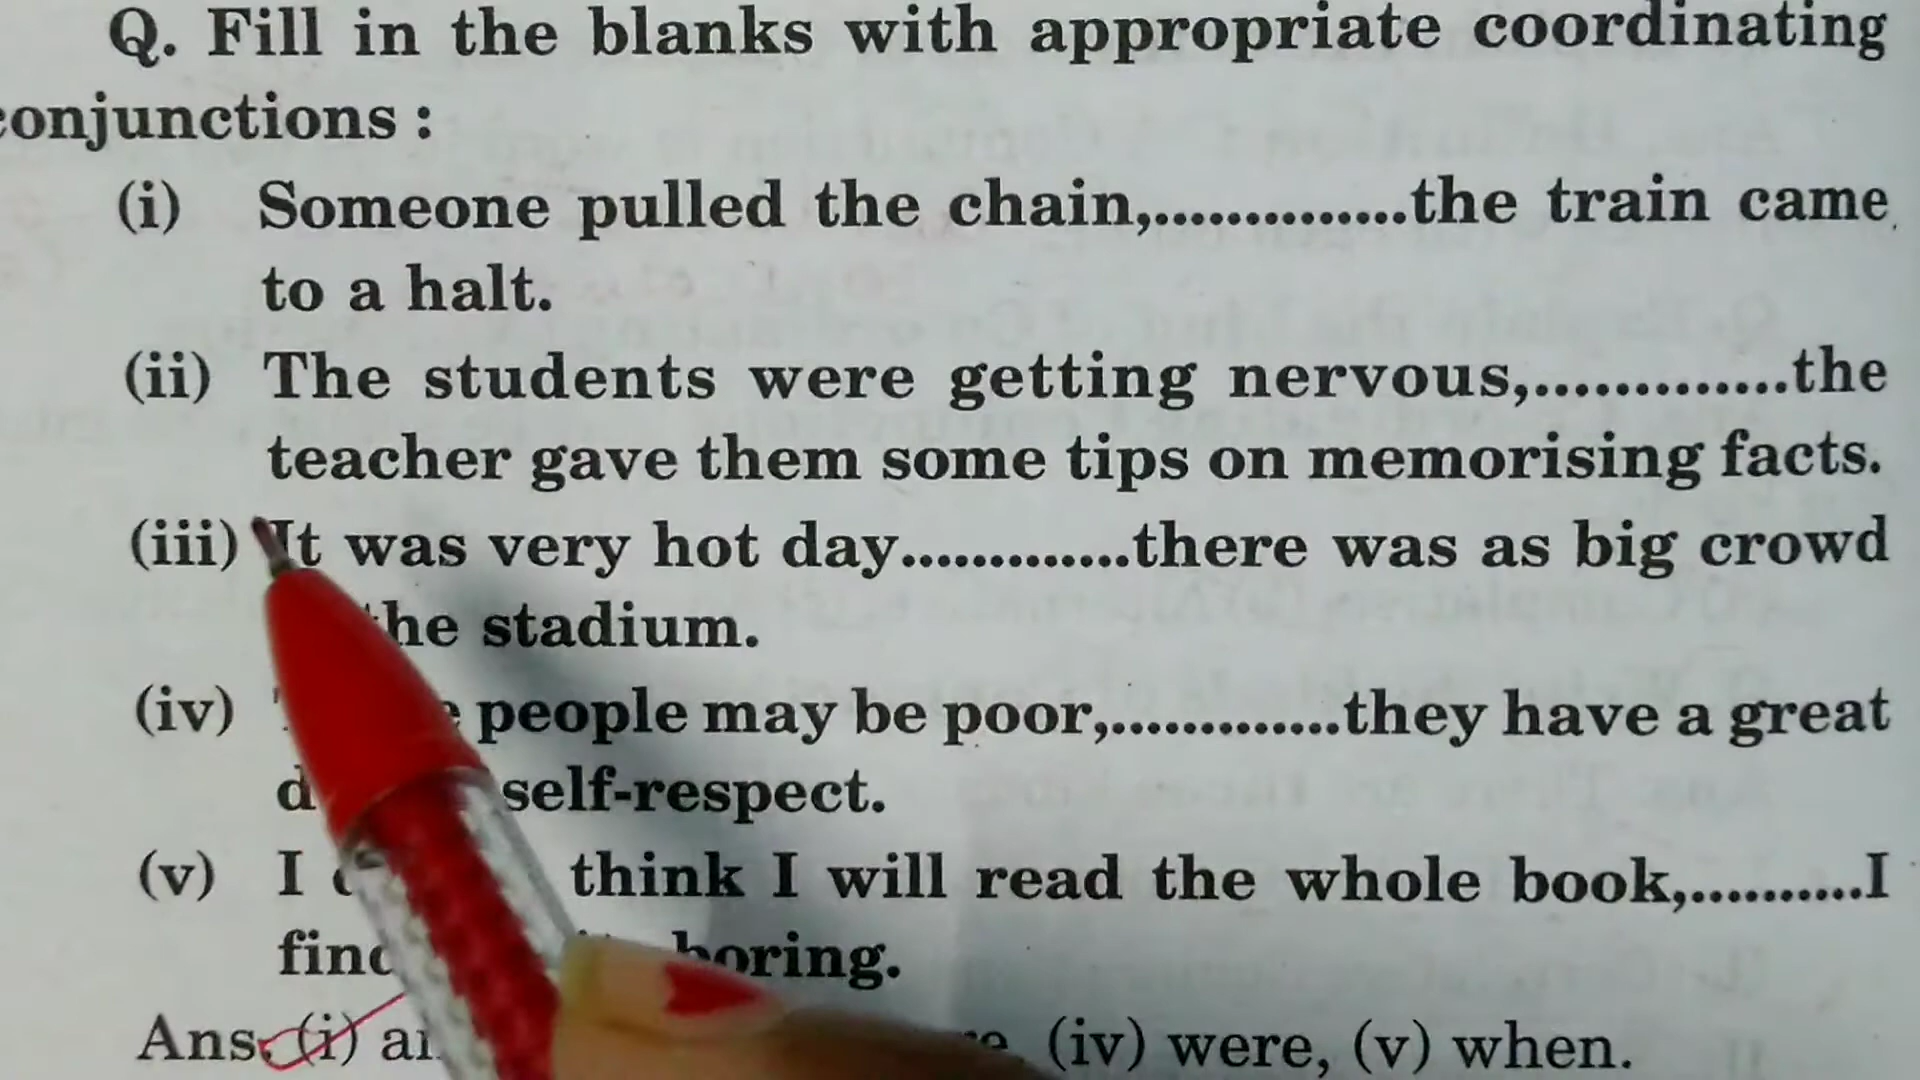 Q. Fill in the blanks with appropriate coordinating
onjunctions :
(i) Someone pulled the chain,..............the train came
to a halt.
(ii) The students were getting nervous,..............the
teacher gave them some tips on memorising facts.
(iii) It was very hot day.............there was as big crowd
the stadium.
(iv) people may be poor,.............they have a great
self-respect.
(v) I think I will read the whole book,..........I
boring.
Ans. (i) (iv) were, (v) when.